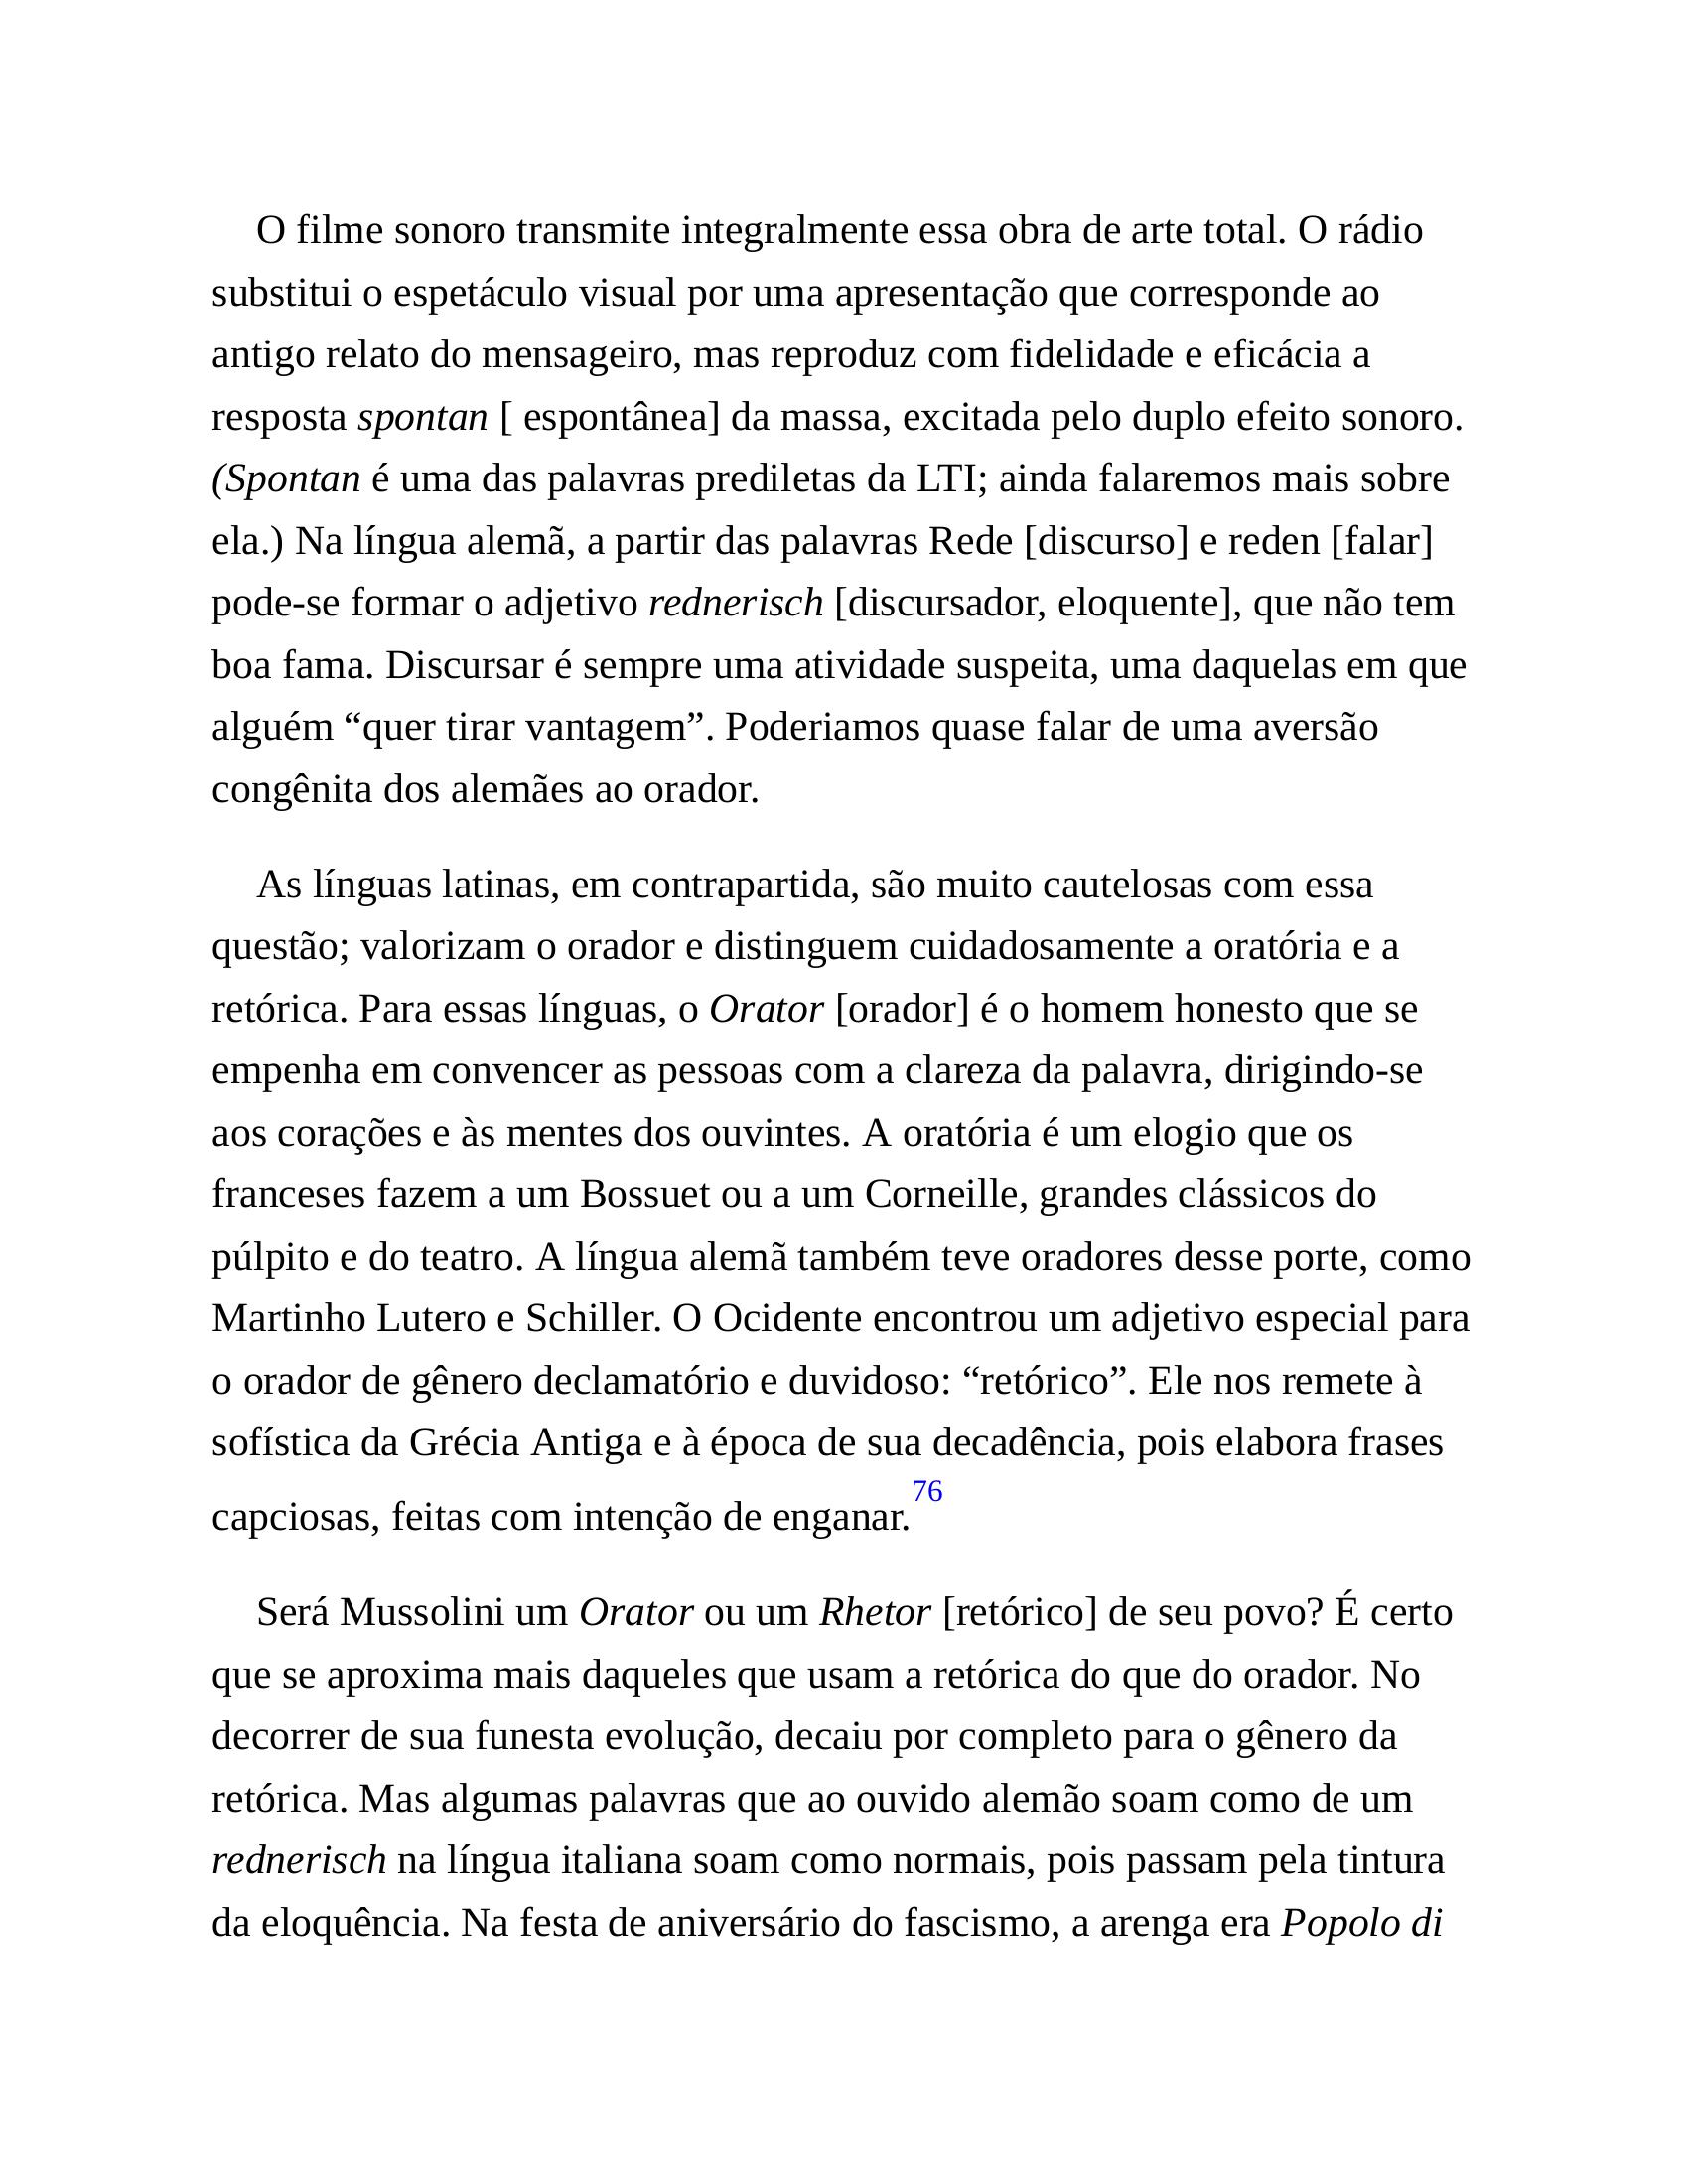 O filme sonoro transmite integralmente essa obra de arte total. O rádio
substitui o espetáculo visual por uma apresentação que corresponde ao
antigo relato do mensageiro, mas reproduz com fidelidade e eficácia a
resposta spontan [ espontânea] da massa, excitada pelo duplo efeito sonoro.
(Spontan é uma das palavras prediletas da LTI; ainda falaremos mais sobre
ela.) Na língua alemã, a partir das palavras Rede [discurso] e reden [falar]
pode-se formar o adjetivo rednerisch [discursador, eloquente], que não tem
boa fama. Discursar é sempre uma atividade suspeita, uma daquelas em que
alguém “quer tirar vantagem”. Poderiamos quase falar de uma aversão
congênita dos alemães ao orador.
As línguas latinas, em contrapartida, são muito cautelosas com essa
questão; valorizam o orador e distinguem cuidadosamente a oratória e a
retórica. Para essas línguas, o Orator [orador] é o homem honesto que se
empenha em convencer as pessoas com a clareza da palavra, dirigindo-se
aos corações e às mentes dos ouvintes. A oratória é um elogio que os
franceses fazem a um Bossuet ou a um Corneille, grandes clássicos do
púlpito e do teatro. A língua alemã também teve oradores desse porte, como
Martinho Lutero e Schiller. O Ocidente encontrou um adjetivo especial para
o orador de gênero declamatório e duvidoso: “retórico”. Ele nos remete à
sofística da Grécia Antiga e à época de sua decadência, pois elabora frases
capciosas, feitas com intenção de enganar.76
Será Mussolini um Orator ou um Rhetor [retórico] de seu povo? É certo
que se aproxima mais daqueles que usam a retórica do que do orador. No
decorrer de sua funesta evolução, decaiu por completo para o gênero da
retórica. Mas algumas palavras que ao ouvido alemão soam como de um
rednerisch na língua italiana soam como normais, pois passam pela tintura
da eloquência. Na festa de aniversário do fascismo, a arenga era Popolo di